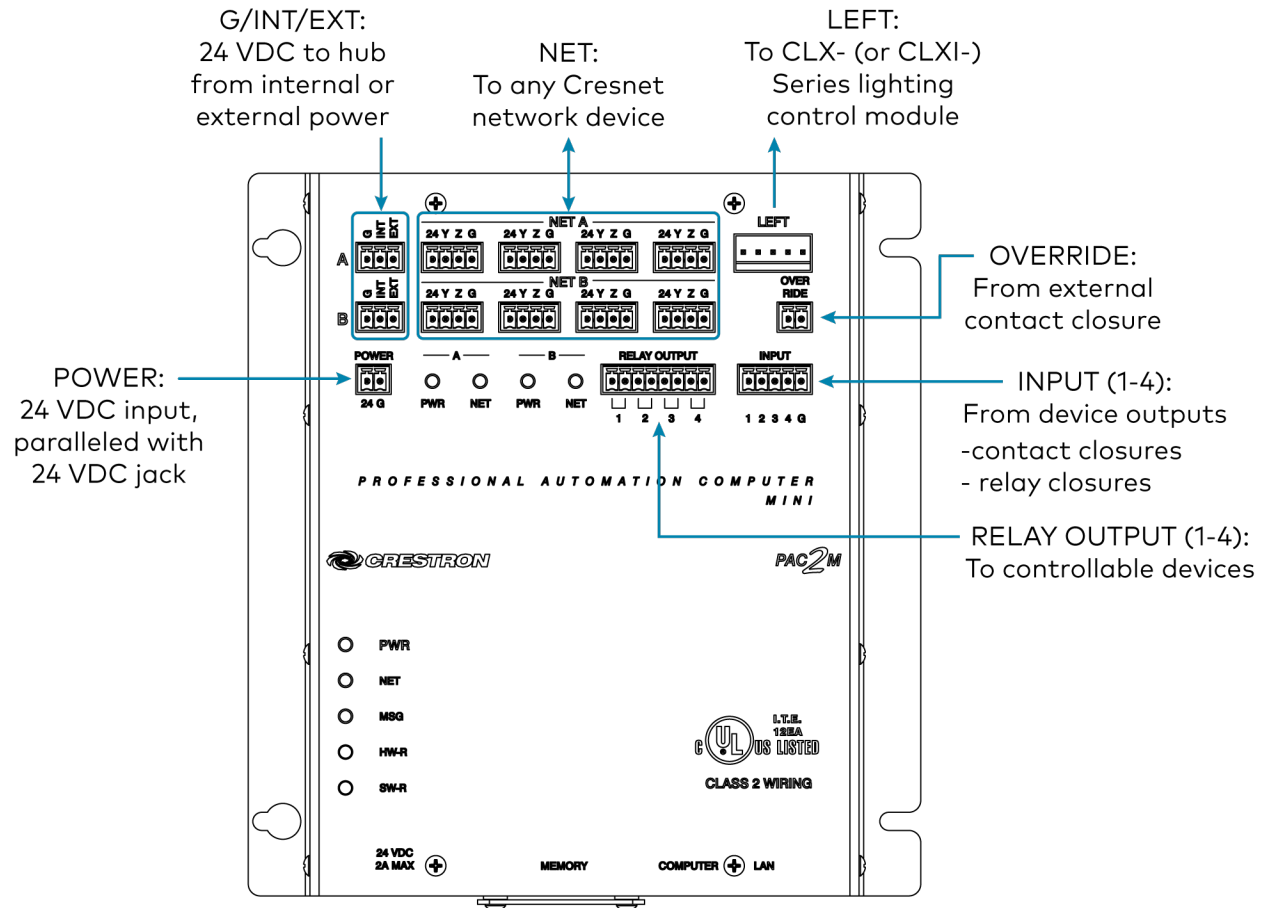 G/INT/EXT:
24 VDC to hub
from internal or
external power
NET:
To any Cresnet
network device
LEFT:
To CLX- (or CLXI-)
Series lighting
control module
G INT EXT
NET A
24 Y Z G 24 Y Z G 24 Y Z G 24 Y Z G
LEFT
A
G INT EXT
NET B
24 Y Z G 24 Y Z G 24 Y Z G 24 Y Z G
OVER
RIDE
B
OVERRIDE:
From external
contact closure
POWER
A
B
RELAY OUTPUT
INPUT
24 G
PWR NET PWR NET
1 2 3 4
1 2 3 4 G
POWER:
24 VDC input,
paralleled with
24 VDC jack
INPUT (1-4):
From device outputs
-contact closures
- relay closures
PROFESSIONAL AUTOMATION COMPUTER
MINI
RELAY OUTPUT (1-4):
To controllable devices
CRESTRON
PAC2M
PWR
NET
MSG
HW-R
SW-R
I.T.E.
12EA
C UL US LISTED
CLASS 2 WIRING
24 VDC
2A MAX
MEMORY
COMPUTER
LAN